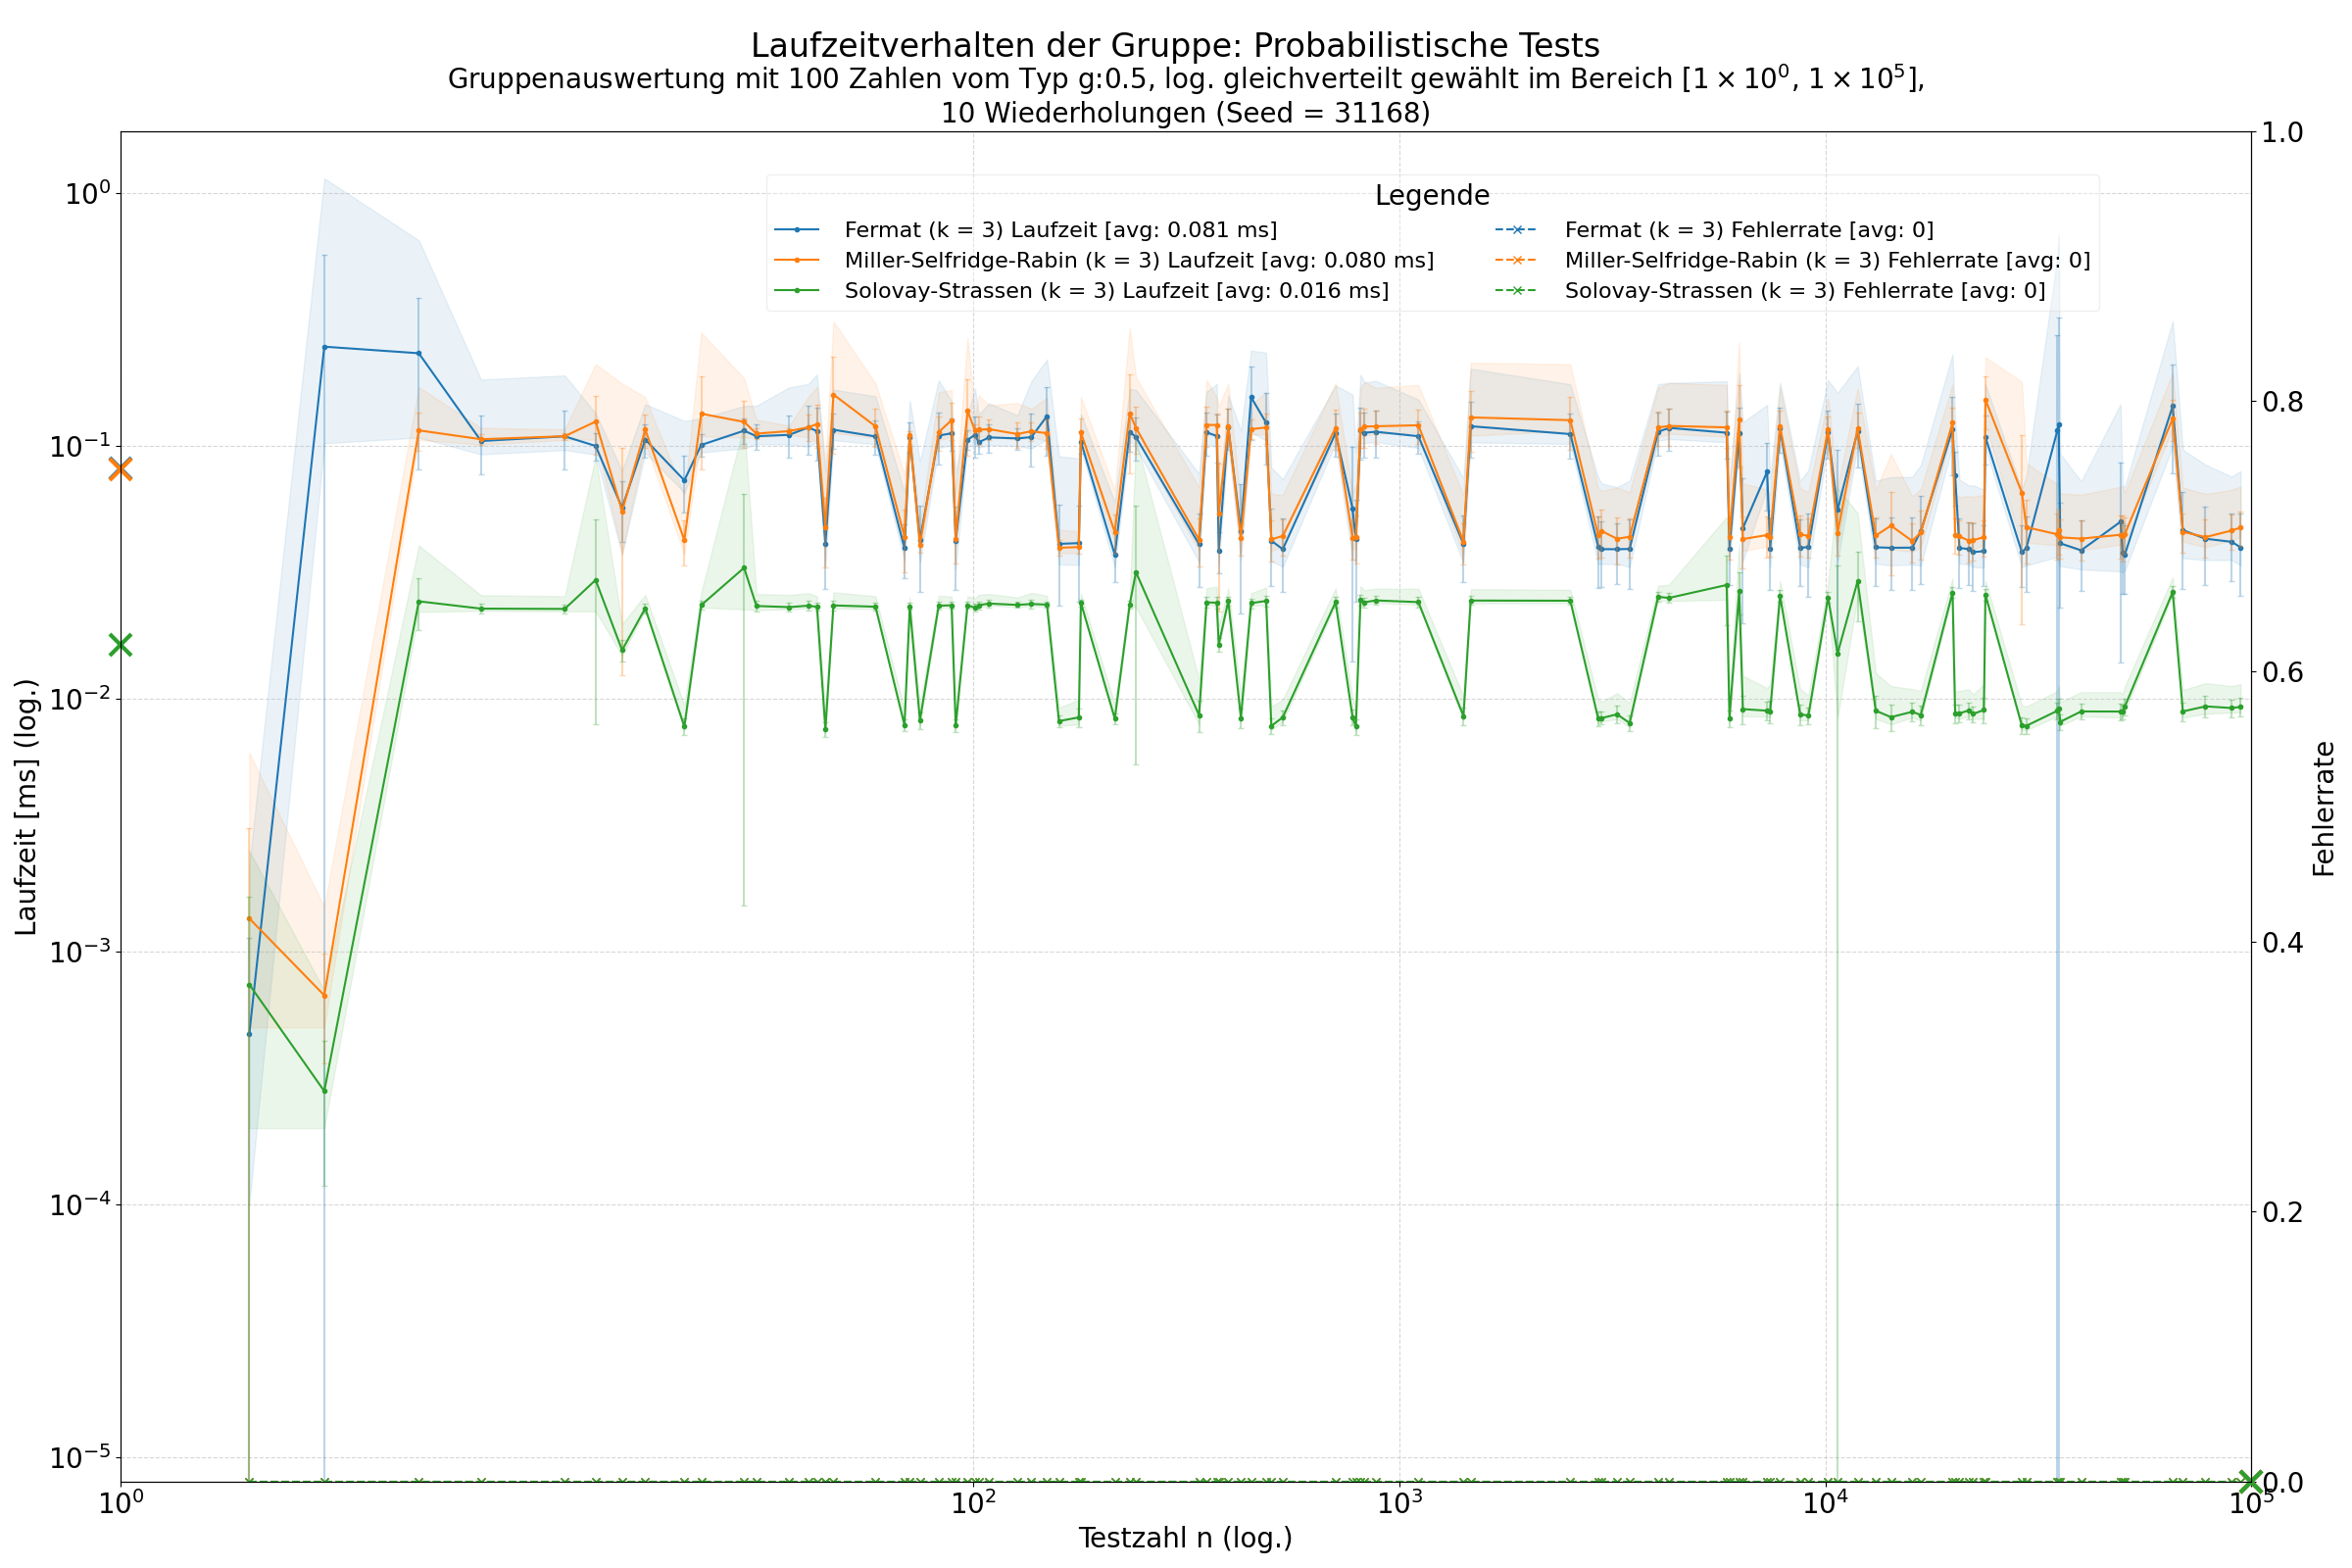 Laufzeitverhalten der Gruppe: Probabilistische Tests
Gruppenauswertung mit 100 Zahlen vom Typ g:0.5, log. gleichverteilt gewählt im Bereich [1 × 10⁰, 1 × 10⁵],
10 Wiederholungen (Seed = 31168)
Legende
Fermat (k = 3) Laufzeit [avg: 0.081 ms]
Miller-Selfridge-Rabin (k = 3) Laufzeit [avg: 0.080 ms]
Solovay-Strassen (k = 3) Laufzeit [avg: 0.016 ms]
Fermat (k = 3) Fehlerrate [avg: 0]
Miller-Selfridge-Rabin (k = 3) Fehlerrate [avg: 0]
Solovay-Strassen (k = 3) Fehlerrate [avg: 0]
Laufzeit [ms] (log.)
10⁰
10⁻¹
10⁻²
10⁻³
10⁻⁴
10⁻⁵
Fehlerrate
1.0
0.8
0.6
0.4
0.2
0.0
10⁰
10²
10³
10⁴
10⁵
Testzahl n (log.)